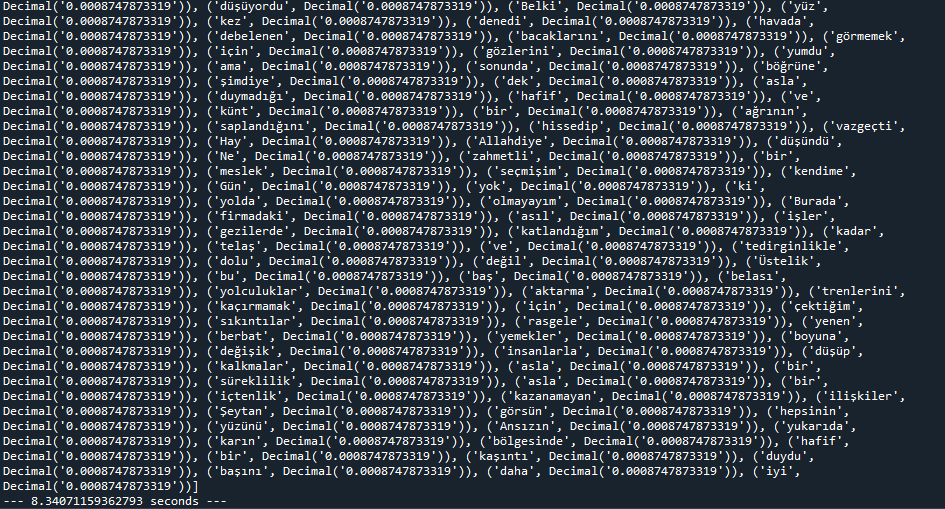 Decimal('0.0008747873319')), ('düşüyordu', Decimal('0.0008747873319')), ('Belki', Decimal('0.0008747873319')), ('yüz',
Decimal('0.0008747873319')), ('kez', Decimal('0.0008747873319')), ('denedi', Decimal('0.0008747873319')), ('havada',
Decimal('0.0008747873319')), ('debelenen', Decimal('0.0008747873319')), ('bacaklarını', Decimal('0.0008747873319')), ('görmemek',
Decimal('0.0008747873319')), ('için', Decimal('0.0008747873319')), ('gözlerini', Decimal('0.0008747873319')), ('yumdu',
Decimal('0.0008747873319')), ('ama', Decimal('0.0008747873319')), ('sonunda', Decimal('0.0008747873319')), ('böğrüne',
Decimal('0.0008747873319')), ('şimdiye', Decimal('0.0008747873319')), ('dek', Decimal('0.0008747873319')), ('asla',
Decimal('0.0008747873319')), ('duymadığı', Decimal('0.0008747873319')), ('hafif', Decimal('0.0008747873319')), ('ve',
Decimal('0.0008747873319')), ('künt', Decimal('0.0008747873319')), ('bir', Decimal('0.0008747873319')), ('ağrının',
Decimal('0.0008747873319')), ('saplandığını', Decimal('0.0008747873319')), ('hissedip', Decimal('0.0008747873319')), ('vazgeçti',
Decimal('0.0008747873319')), ('Hay', Decimal('0.0008747873319')), ('Allahdiye', Decimal('0.0008747873319')), ('düşündü',
Decimal('0.0008747873319')), ('Ne', Decimal('0.0008747873319')), ('zahmetli', Decimal('0.0008747873319')), ('bir',
Decimal('0.0008747873319')), ('meslek', Decimal('0.0008747873319')), ('seçmişim', Decimal('0.0008747873319')), ('kendime',
Decimal('0.0008747873319')), ('Gün', Decimal('0.0008747873319')), ('yok', Decimal('0.0008747873319')), ('ki',
Decimal('0.0008747873319')), ('yolda', Decimal('0.0008747873319')), ('olmayayım', Decimal('0.0008747873319')), ('Burada',
Decimal('0.0008747873319')), ('firmadaki', Decimal('0.0008747873319')), ('asıl', Decimal('0.0008747873319')), ('işler',
Decimal('0.0008747873319')), ('gezilerde', Decimal('0.0008747873319')), ('katlandığım', Decimal('0.0008747873319')), ('kadar',
Decimal('0.0008747873319')), ('telaş', Decimal('0.0008747873319')), ('ve', Decimal('0.0008747873319')), ('tedirginlikle',
Decimal('0.0008747873319')), ('dolu', Decimal('0.0008747873319')), ('değil', Decimal('0.0008747873319')), ('Üstelik',
Decimal('0.0008747873319')), ('bu', Decimal('0.0008747873319')), ('baş', Decimal('0.0008747873319')), ('belası',
Decimal('0.0008747873319')), ('yolculuklar', Decimal('0.0008747873319')), ('aktarma', Decimal('0.0008747873319')), ('trenlerini',
Decimal('0.0008747873319')), ('kaçırmamak', Decimal('0.0008747873319')), ('için', Decimal('0.0008747873319')), ('çektiğim',
Decimal('0.0008747873319')), ('sıkıntılar', Decimal('0.0008747873319')), ('rasgele', Decimal('0.0008747873319')), ('yenen',
Decimal('0.0008747873319')), ('berbat', Decimal('0.0008747873319')), ('yemekler', Decimal('0.0008747873319')), ('boyuna',
Decimal('0.0008747873319')), ('değişik', Decimal('0.0008747873319')), ('insanlarla', Decimal('0.0008747873319')), ('düşüp',
Decimal('0.0008747873319')), ('kalkmalar', Decimal('0.0008747873319')), ('asla', Decimal('0.0008747873319')), ('bir',
Decimal('0.0008747873319')), ('süreklilik', Decimal('0.0008747873319')), ('asla', Decimal('0.0008747873319')), ('bir',
Decimal('0.0008747873319')), ('içtenlik', Decimal('0.0008747873319')), ('kazanamayan', Decimal('0.0008747873319')), ('ilişkiler',
Decimal('0.0008747873319')), ('Şeytan', Decimal('0.0008747873319')), ('görsün', Decimal('0.0008747873319')), ('hepsinin',
Decimal('0.0008747873319')), ('yüzünü', Decimal('0.0008747873319')), ('Ansızın', Decimal('0.0008747873319')), ('yukarıda',
Decimal('0.0008747873319')), ('karın', Decimal('0.0008747873319')), ('bölgesinde', Decimal('0.0008747873319')), ('hafif',
Decimal('0.0008747873319')), ('bir', Decimal('0.0008747873319')), ('kaşıntı', Decimal('0.0008747873319')), ('duydu',
Decimal('0.0008747873319')), ('başını', Decimal('0.0008747873319')), ('daha', Decimal('0.0008747873319')), ('iyi',
Decimal('0.0008747873319'))]
--- 8.34071159362793 seconds ---